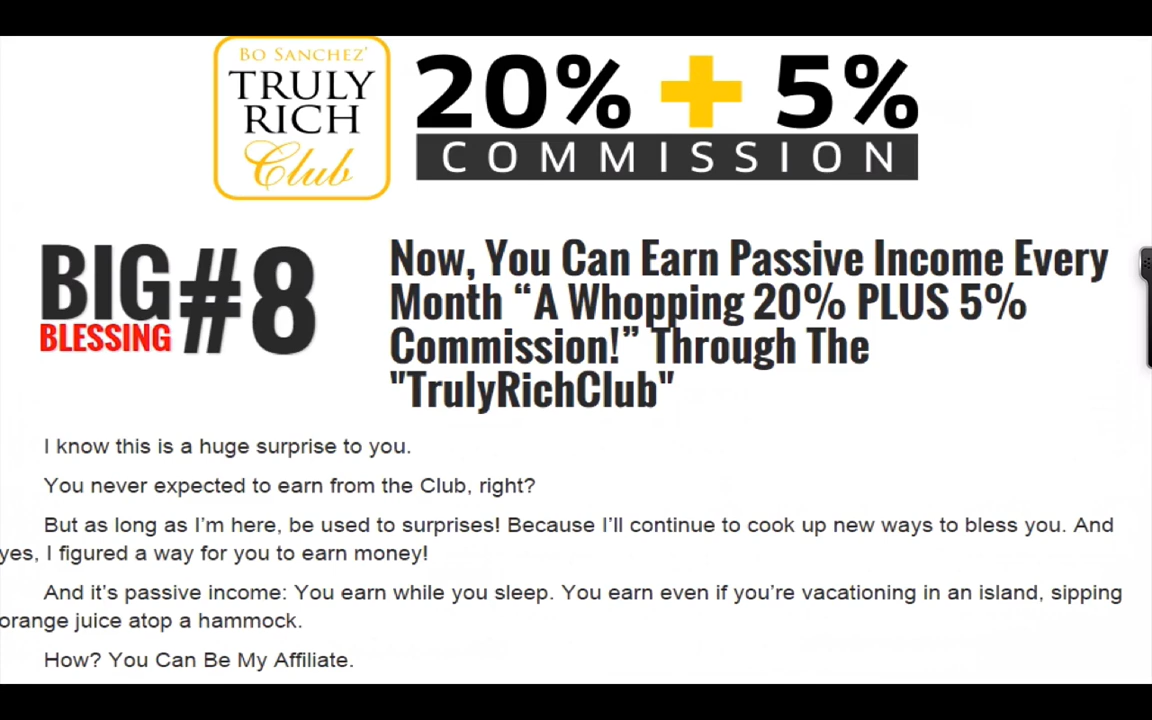 BO SANCHEZ'
TRULY
RICH
Club
20% + 5%
COMMISSION
BIG
BLESSING
#8
Now, You Can Earn Passive Income Every
Month “A Whopping 20% PLUS 5%
Commission!” Through The
"TrulyRichClub"
I know this is a huge surprise to you.
You never expected to earn from the Club, right?
But as long as I’m here, be used to surprises! Because I’ll continue to cook up new ways to bless you. And
yes, I figured a way for you to earn money!
And it’s passive income: You earn while you sleep. You earn even if you’re vacationing in an island, sipping
orange juice atop a hammock.
How? You Can Be My Affiliate.